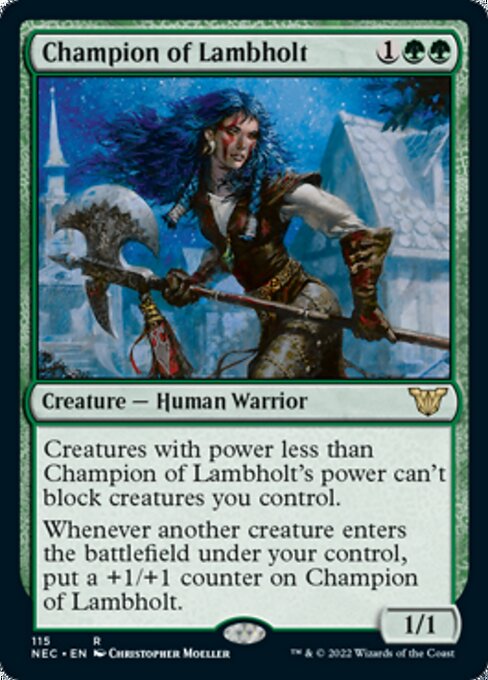 Champion of Lambholt 1
Creature — Human Warrior
Creatures with power less than
Champion of Lambholt's power can't
block creatures you control.
Whenever another creature enters
the battlefield under your control,
put a +1/+1 counter on Champion
of Lambholt.
1/1
115 R
NEC • EN Christopher Moeller
™ & © 2022 Wizards of the Coast